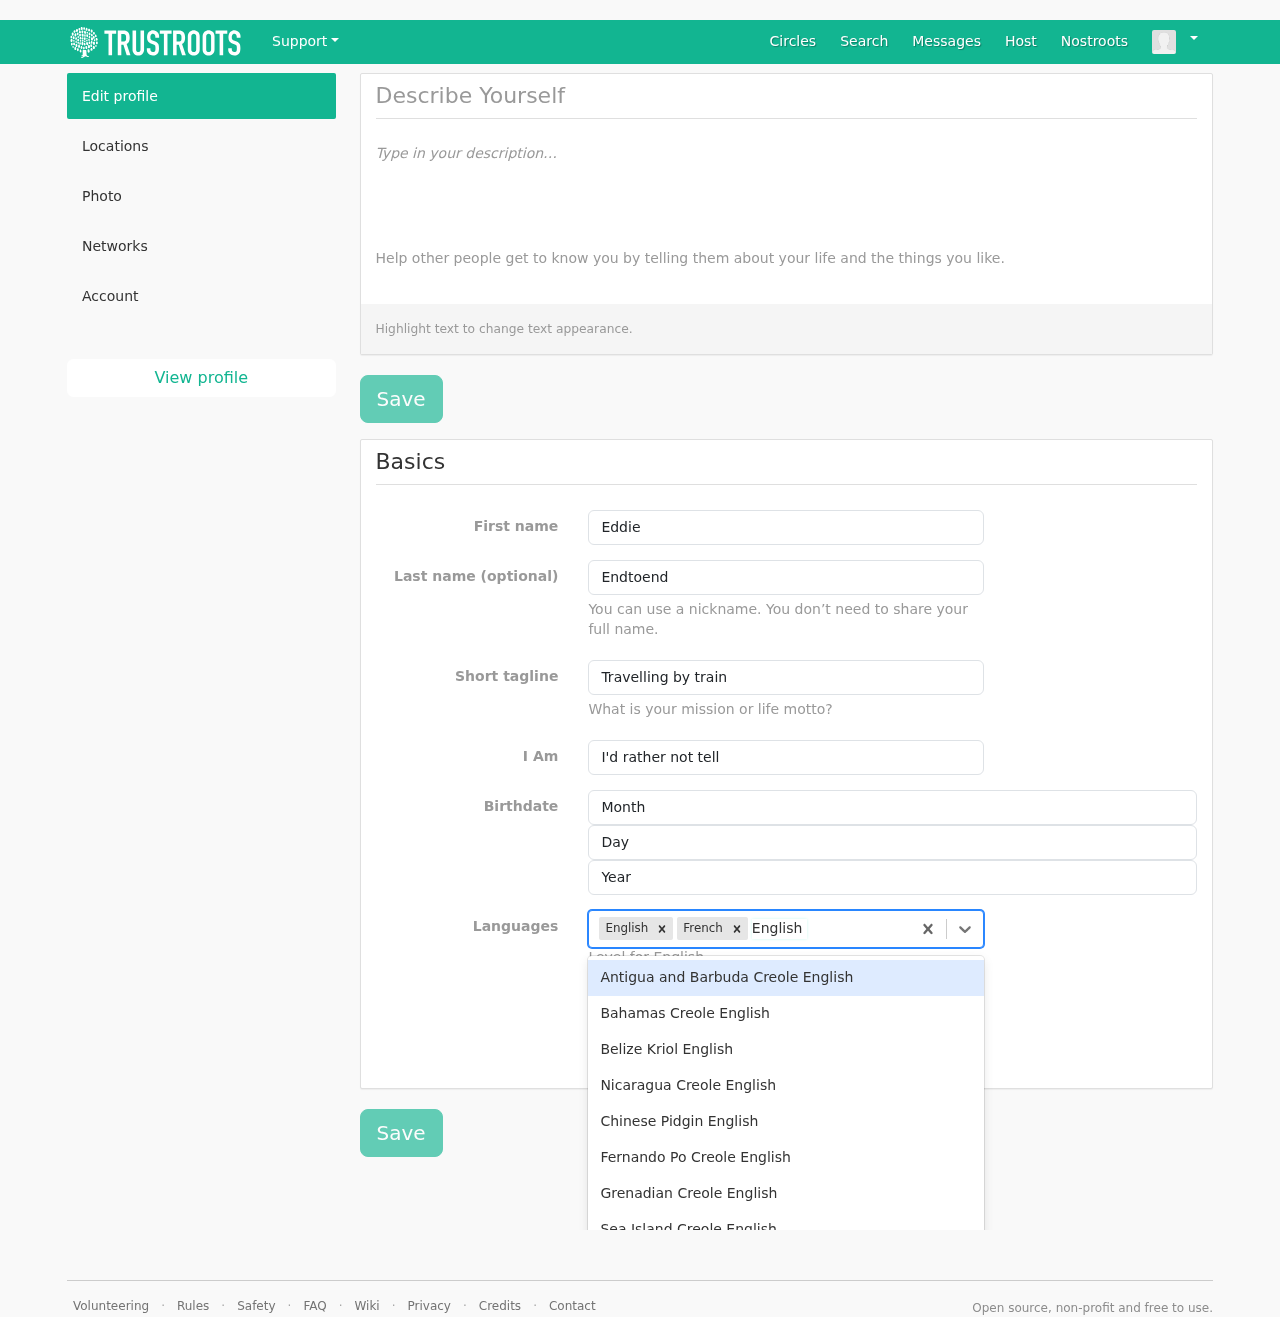 TRUSTROOTS
Support
Circles
Search
Messages
Host
Nostroots
Edit profile
Locations
Photo
Networks
Account
View profile
Describe Yourself
Type in your description...
Help other people get to know you by telling them about your life and the things you like.
Highlight text to change text appearance.
Save
Basics
First name
Eddie
Last name (optional)
Endtoend
You can use a nickname. You don’t need to share your
full name.
Short tagline
Travelling by train
What is your mission or life motto?
I Am
I'd rather not tell
Birthdate
Month
Day
Year
Languages
English
French
English
Level for English
Antigua and Barbuda Creole English
Bahamas Creole English
Belize Kriol English
Nicaragua Creole English
Chinese Pidgin English
Fernando Po Creole English
Grenadian Creole English
Sea Island Creole English
Save
Volunteering · Rules · Safety · FAQ · Wiki · Privacy · Credits · Contact
Open source, non-profit and free to use.